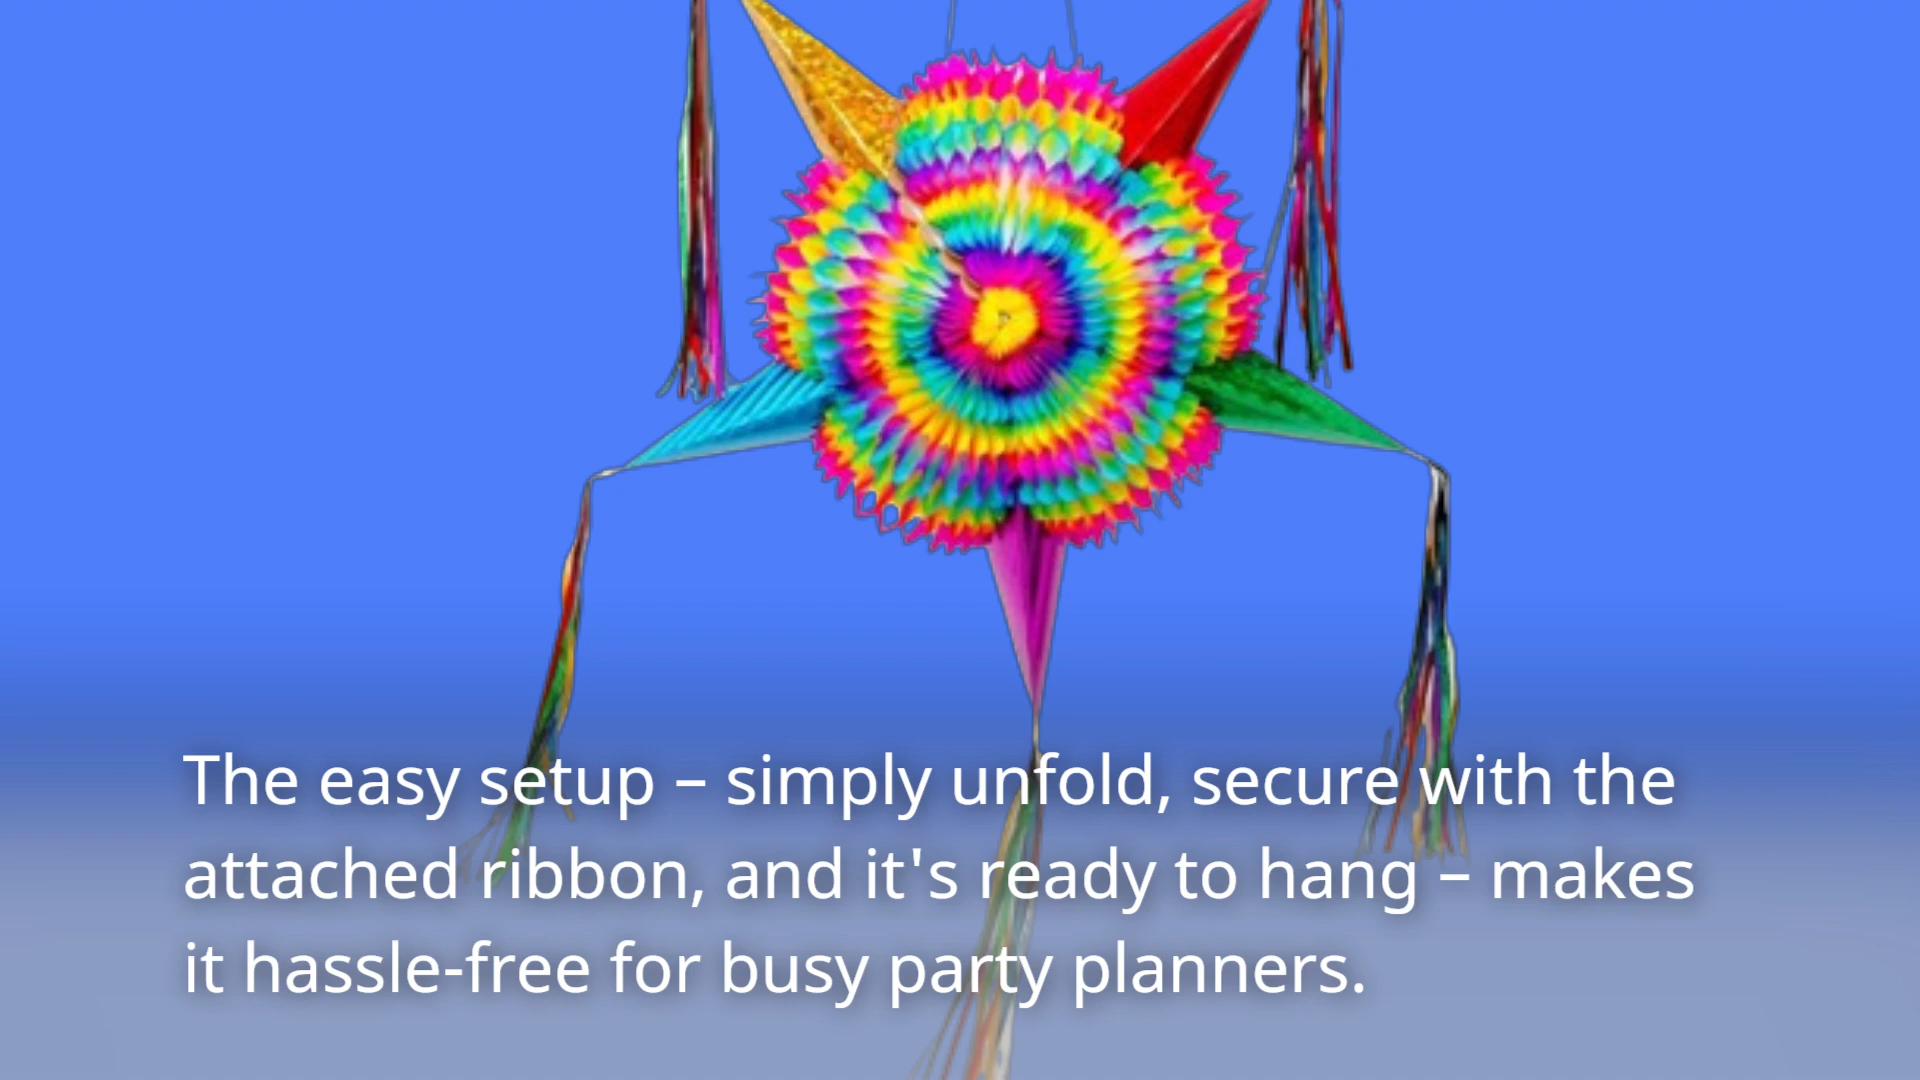 The easy setup – simply unfold, secure with the
attached ribbon, and it's ready to hang – makes
it hassle-free for busy party planners.